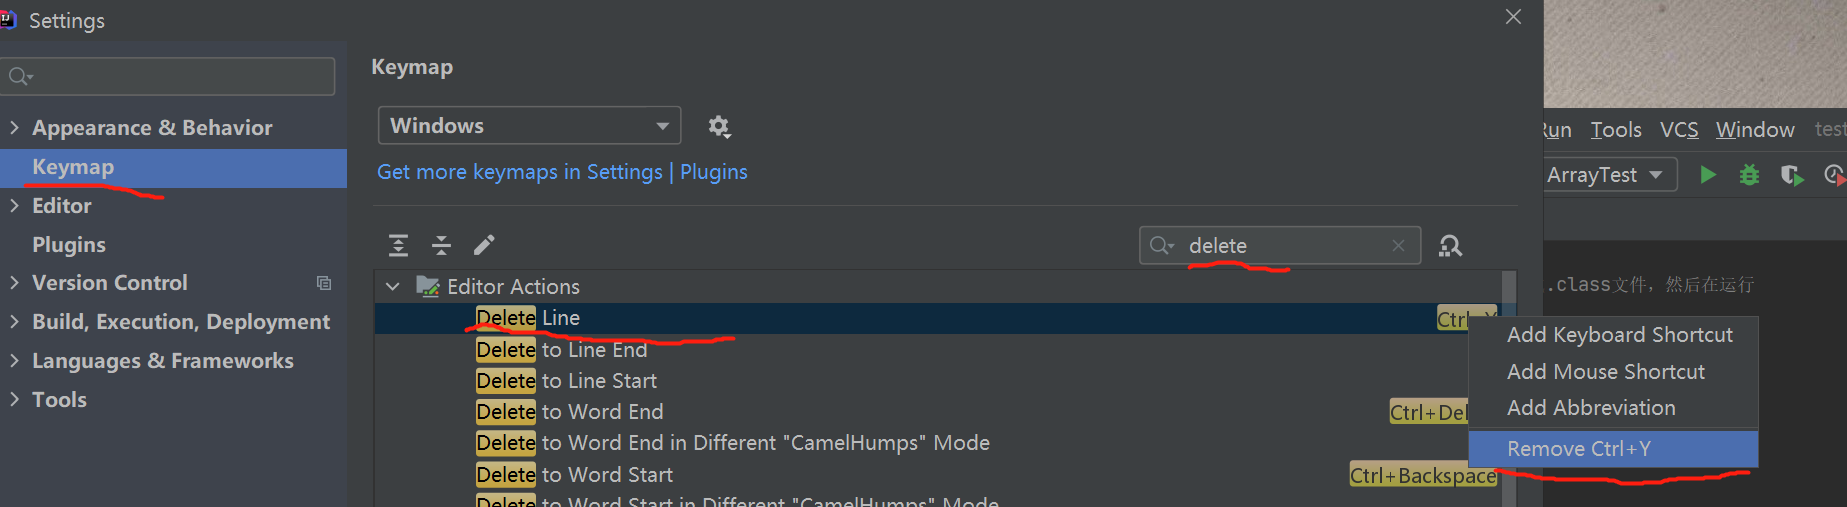 Settings
Appearance & Behavior
Keymap
Editor
Plugins
Version Control
Build, Execution, Deployment
Languages & Frameworks
Tools
Keymap
Windows
Get more keymaps in Settings | Plugins
delete
Editor Actions
Delete Line
Delete to Line End
Delete to Line Start
Delete to Word End Ctrl+Del
Delete to Word End in Different "CamelHumps" Mode
Delete to Word Start Ctrl+Backspace
Delete to Word Start in Different "CamelHumps" Mode
Add Keyboard Shortcut
Add Mouse Shortcut
Add Abbreviation
Remove Ctrl+Y
Run Tools VCS Window test
ArrayTest
.class文件，然后在运行